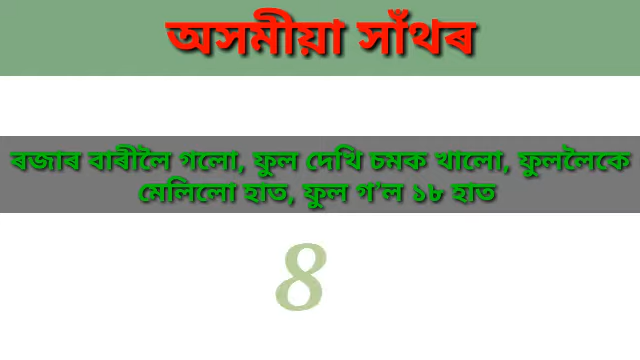 অসমীয়া সাঁথৰ
ৰজাৰ বাৰীলৈ গলো, ফুল দেখি চমক খালো, ফুললৈকে
মেলিলো হাত, ফুল গ'ল ১৮ হাত
8